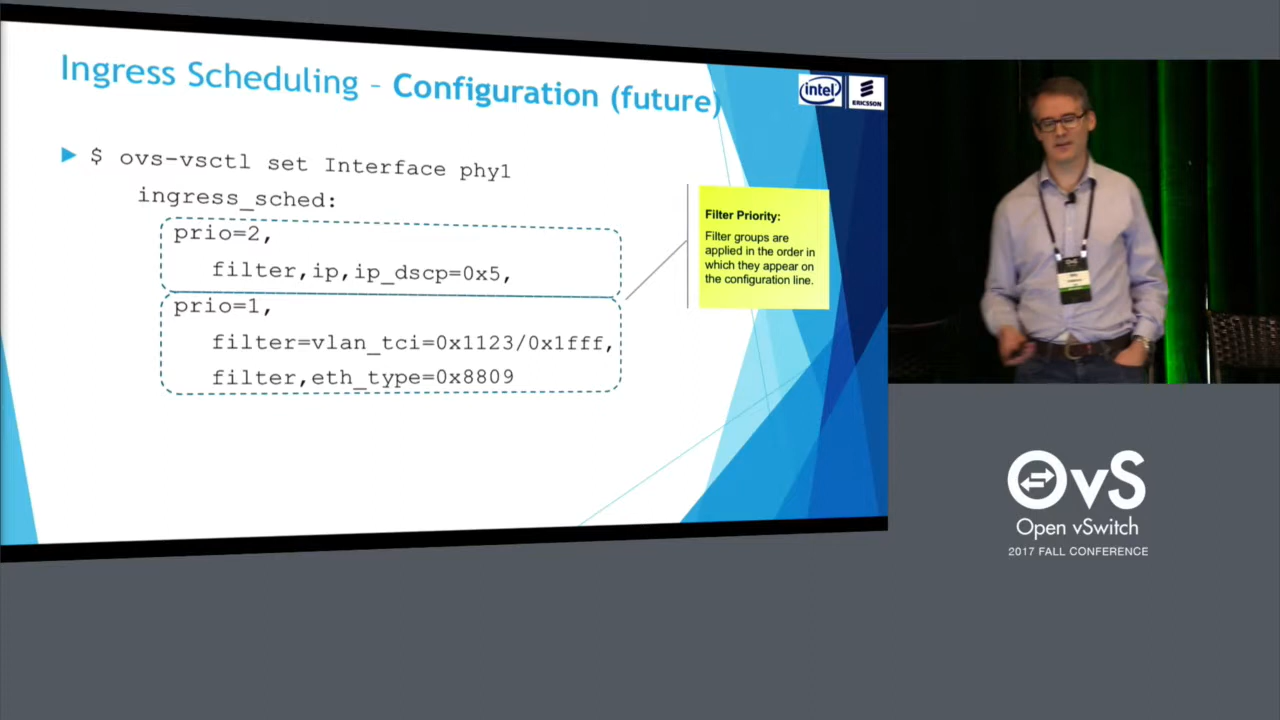 Ingress Scheduling – Configuration (future)
intel
ERICSSON
$ ovs-vsctl set Interface phy1
ingress_sched:
prio=2,
filter,ip,ip_dscp=0x5,
prio=1,
filter=vlan_tci=0x1123/0x1fff,
filter,eth_type=0x8809
Filter Priority:
Filter groups are
applied in the order in
which they appear on
the configuration line.
OvS
OvS
Open vSwitch
2017 FALL CONFERENCE